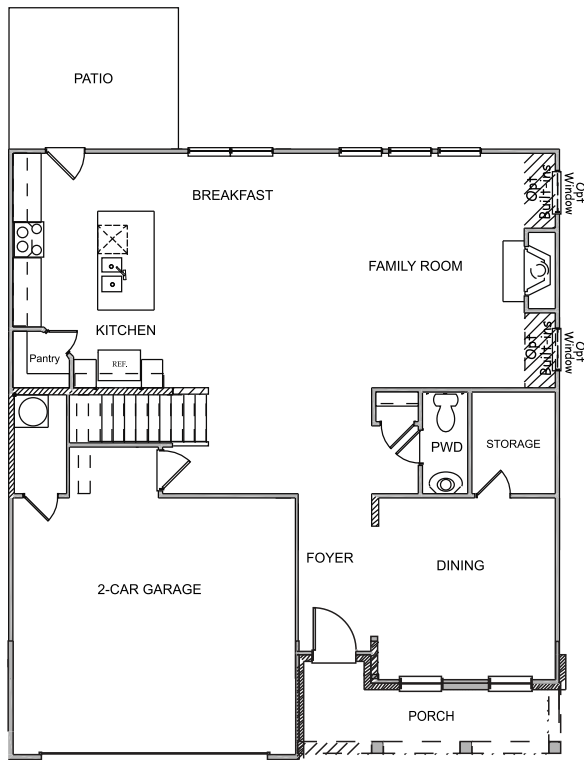 PATIO
BREAKFAST
Opt
Built-ins
Opt
Window
FAMILY ROOM
KITCHEN
Pantry
REF.
Opt
Built-ins
Opt
Window
PWD
STORAGE
FOYER
DINING
2-CAR GARAGE
PORCH